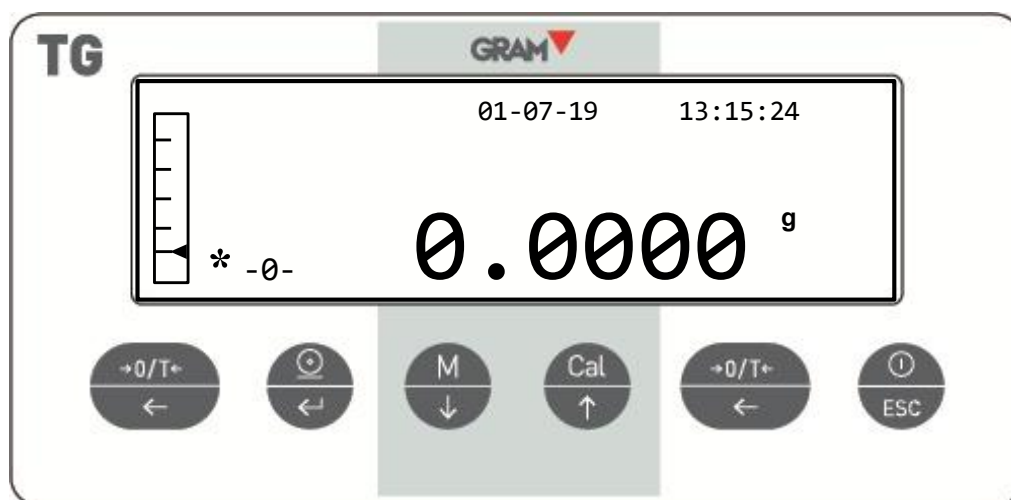 TG
GRAM
01-07-19 13:15:24
* -0- 0.0000 g
→0/T← M Cal →0/T←
ESC